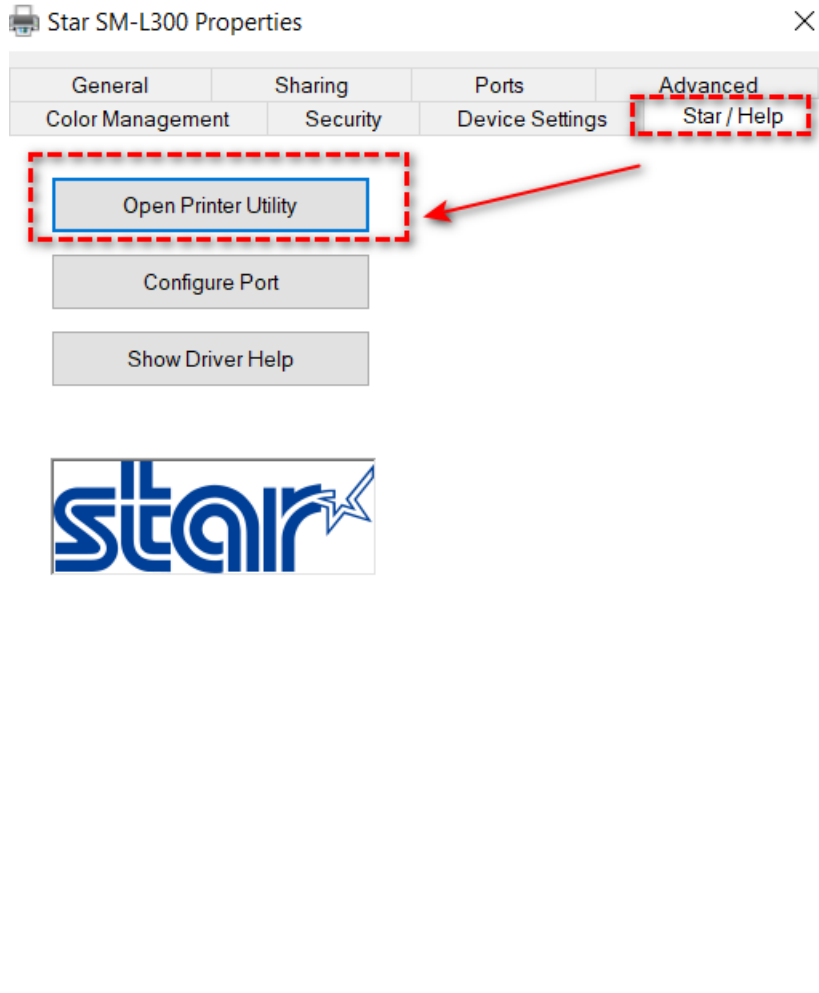 Star SM-L300 Properties
General Sharing Ports Advanced
Color Management Security Device Settings Star / Help
Open Printer Utility
Configure Port
Show Driver Help
star